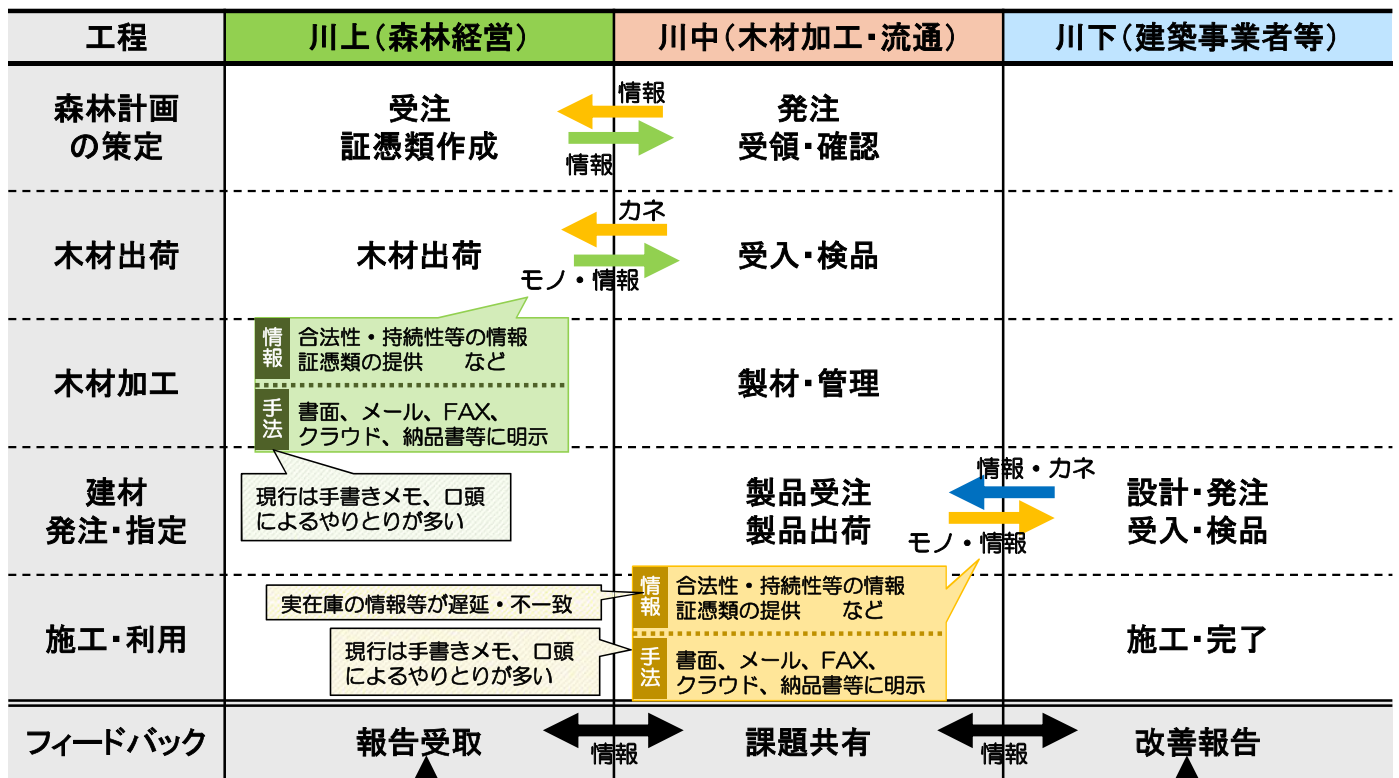 工程
川上(森林経営)
川中(木材加工・流通)
川下(建築事業者等)
森林計画
の策定
受注
証憑類作成
情報
情報
発注
受領・確認
木材出荷
木材出荷
カネ
モノ・情報
受入・検品
情報
合法性・持続性等の情報
証憑類の提供 など
手法
書面、メール、FAX、
クラウド、納品書等に明示
木材加工
製材・管理
現行は手書きメモ、口頭
によるやりとりが多い
建材
発注・指定
製品受注
製品出荷
情報・カネ
モノ・情報
設計・発注
受入・検品
施工・利用
実在庫の情報等が遅延・不一致
現行は手書きメモ、口頭
によるやりとりが多い
情報
合法性・持続性等の情報
証憑類の提供 など
手法
書面、メール、FAX、
クラウド、納品書等に明示
施工・完了
フィードバック
報告受取
情報
課題共有
情報
改善報告